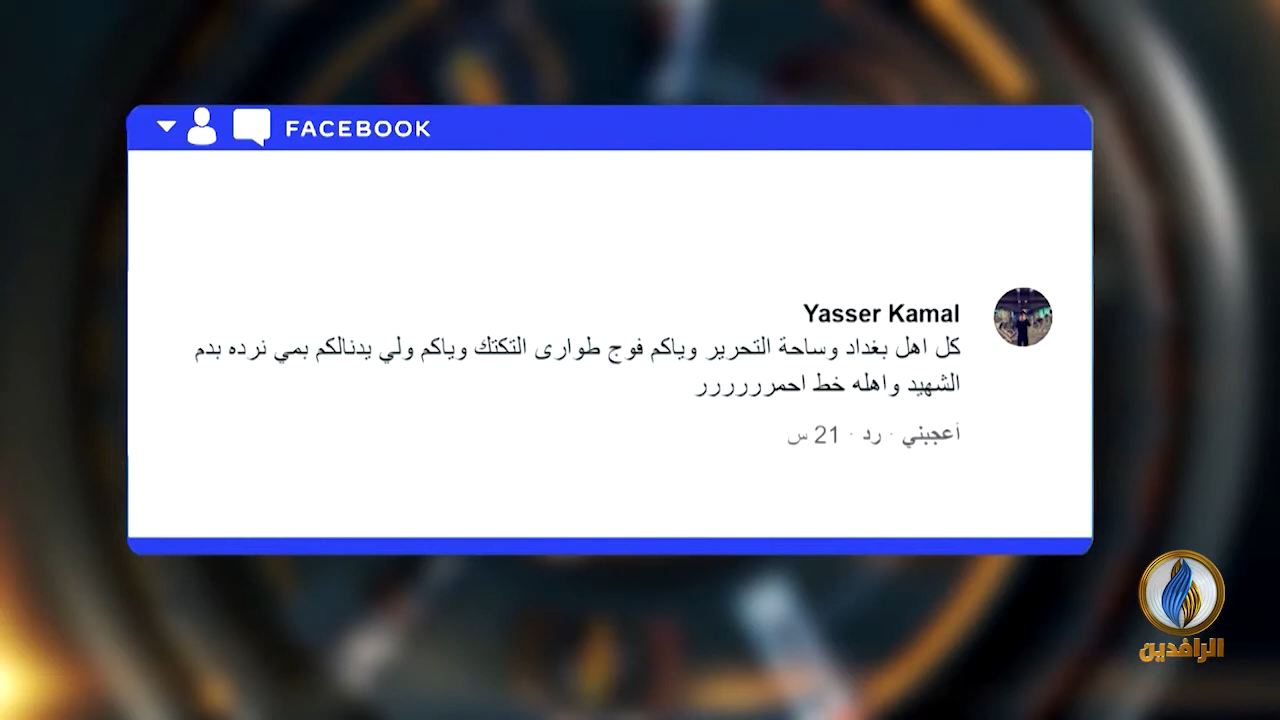 FACEBOOK
Yasser Kamal
كل اهل بغداد وساحة التحرير وياكم فوج طوارى التكتك وياكم ولي يدنالكم بمي نرده بدم
الشهيد واهله خط احمررررررر
أعجبني · رد · 21 س
الرافدين